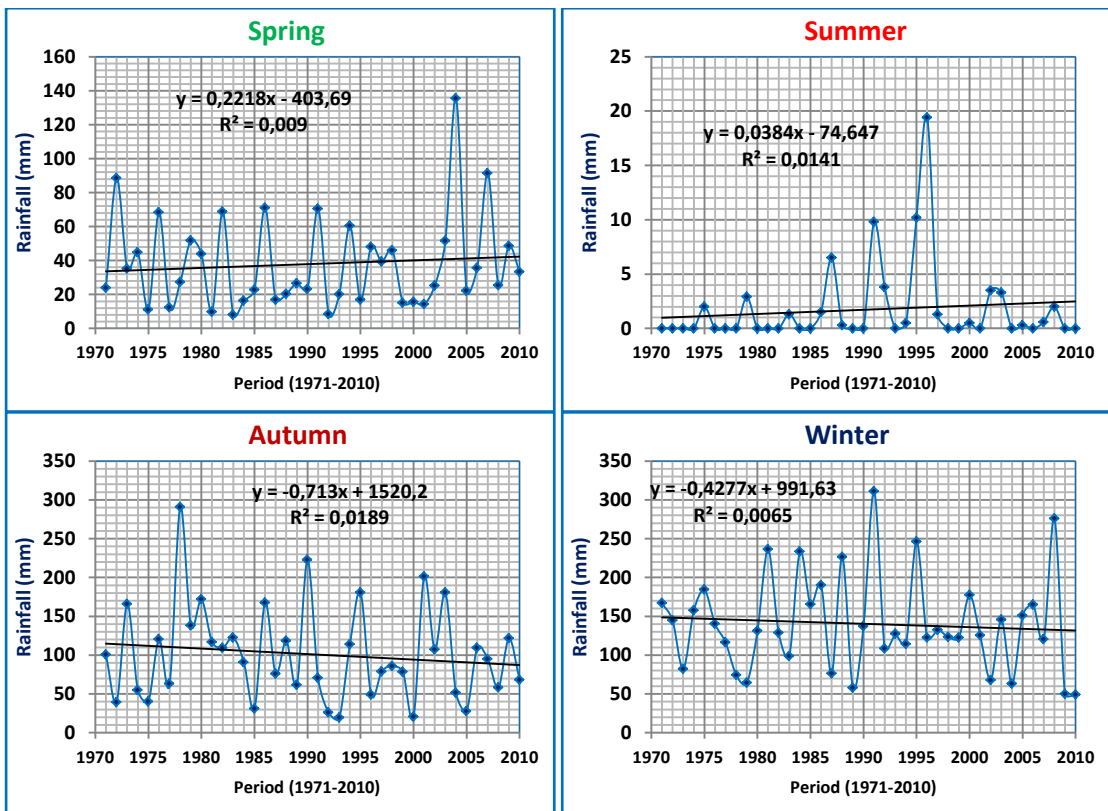 Spring
160
140
120
100
80
60
40
20
0
Rainfall (mm)
y = 0,2218x - 403,69
R² = 0,009
1970 1975 1980 1985 1990 1995 2000 2005 2010
Period (1971-2010)
Summer
25
20
15
10
5
0
Rainfall (mm)
y = 0,0384x - 74,647
R² = 0,0141
1970 1975 1980 1985 1990 1995 2000 2005 2010
Period (1971-2010)
Autumn
350
300
250
200
150
100
50
0
Rainfall (mm)
y = -0,713x + 1520,2
R² = 0,0189
1970 1975 1980 1985 1990 1995 2000 2005 2010
Period (1971-2010)
Winter
350
300
250
200
150
100
50
0
Rainfall (mm)
y = -0,4277x + 991,63
R² = 0,0065
1970 1975 1980 1985 1990 1995 2000 2005 2010
Period (1971-2010)